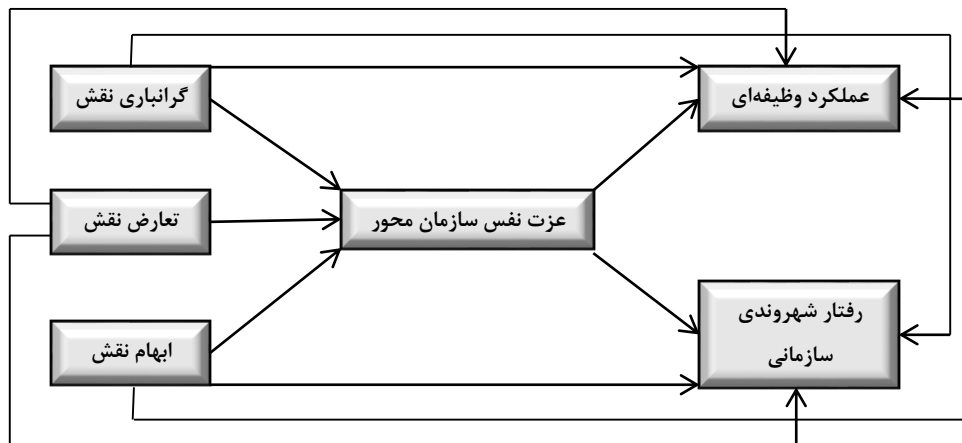 گرانباری نقش
عملکرد وظیفه‌ای
تعارض نقش
عزت نفس سازمان محور
ابهام نقش
رفتار شهروندی
سازمانی